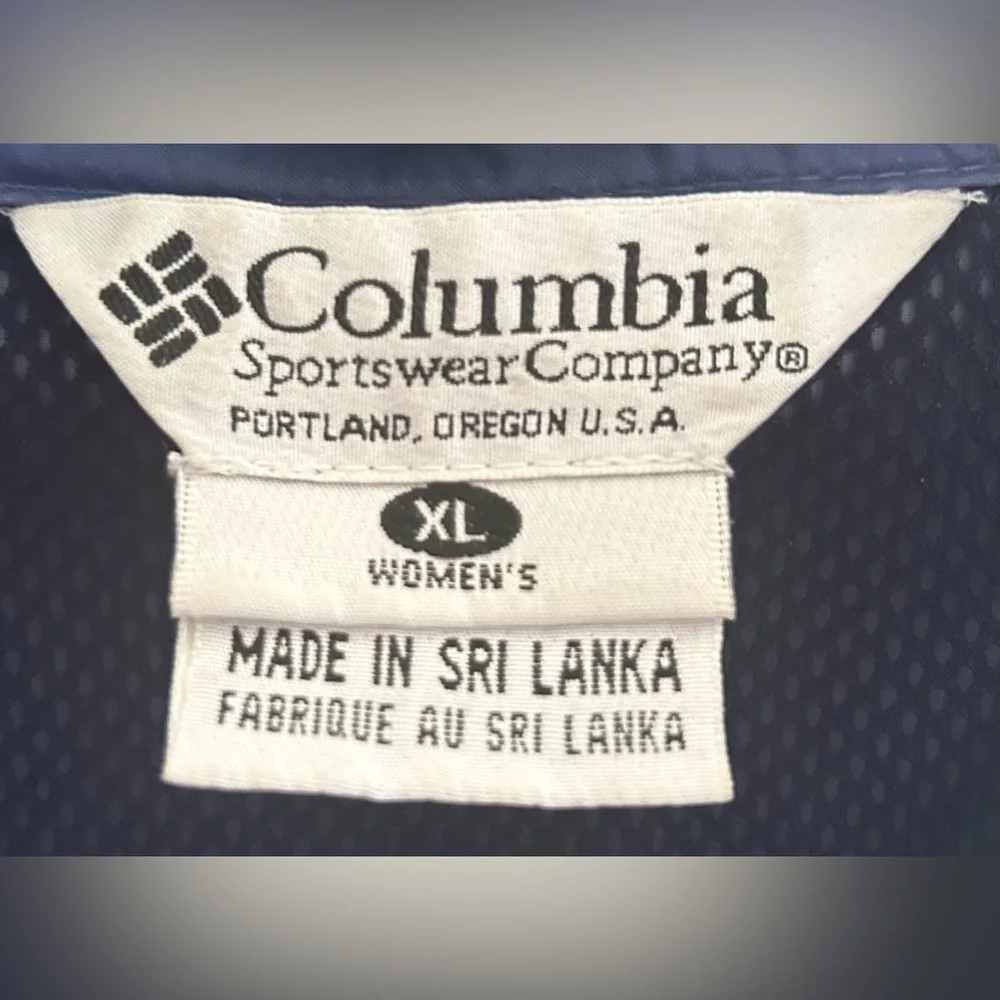 Columbia
Sportswear Company®
PORTLAND, OREGON U.S.A.
XL
WOMEN'S
MADE IN SRI LANKA
FABRIQUE AU SRI LANKA